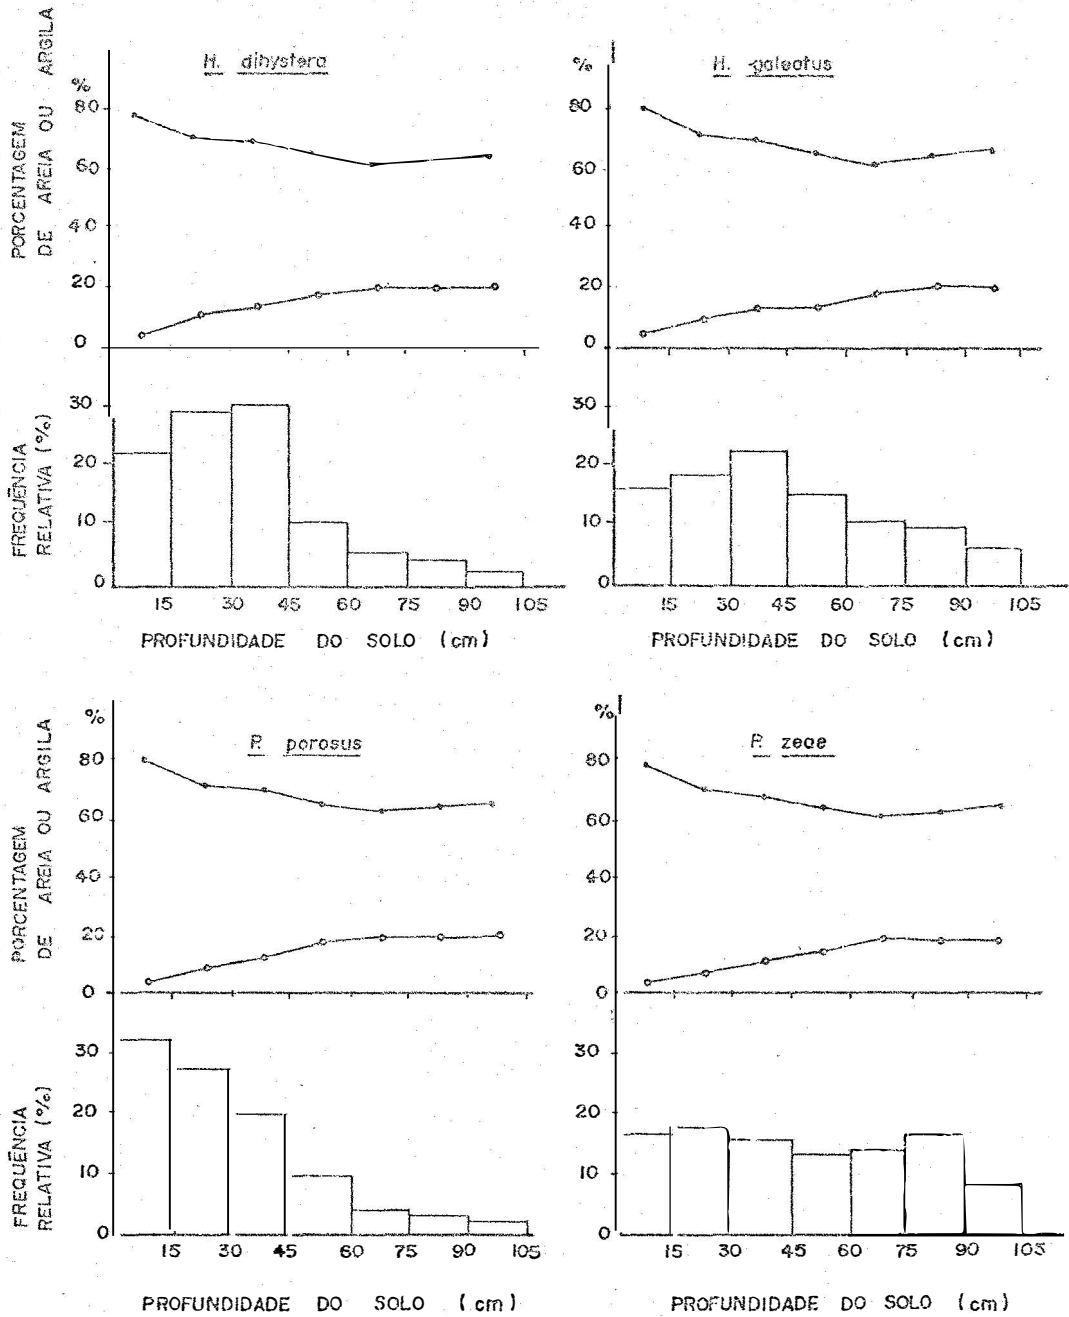 H. dihystera
PORCENTAGEM
DE AREIA OU ARGILA
%
80
60
40
20
0
FREQUÊNCIA
RELATIVA (%)
30
20
10
0
15 30 45 60 75 90 105
PROFUNDIDADE DO SOLO (cm)
H. galeatus
%
80
60
40
20
0
30
20
10
0
15 30 45 60 75 90 105
PROFUNDIDADE DO SOLO (cm)
P. porosus
PORCENTAGEM
DE AREIA OU ARGILA
%
80
60
40
20
0
FREQUÊNCIA
RELATIVA (%)
30
20
10
0
15 30 45 60 75 90 105
PROFUNDIDADE DO SOLO (cm)
P. zeae
%
80
60
40
20
0
30
20
10
0
15 30 45 60 75 90 105
PROFUNDIDADE DO SOLO (cm)